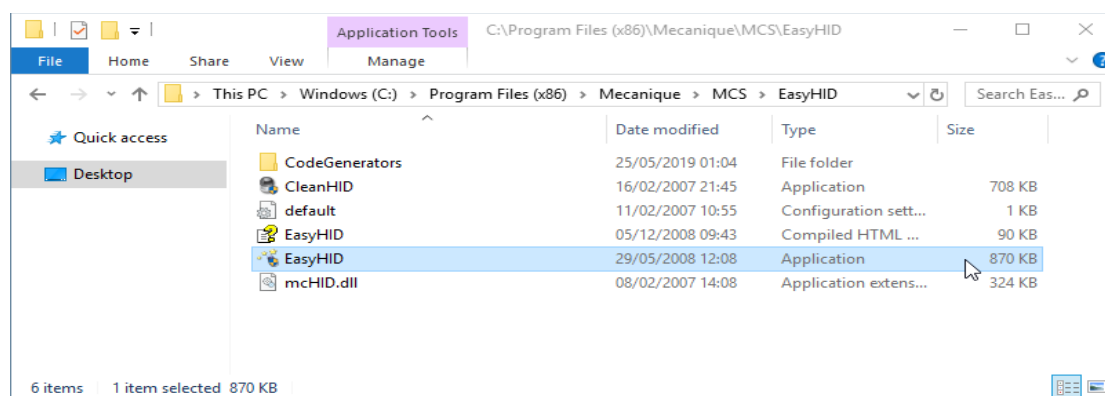 Application Tools C:\Program Files (x86)\Mecanique\MCS\EasyHID
File Home Share View Manage
This PC > Windows (C:) > Program Files (x86) > Mecanique > MCS > EasyHID Search Eas...
Quick access
Desktop
Name Date modified Type Size
CodeGenerators 25/05/2019 01:04 File folder
CleanHID 16/02/2007 21:45 Application 708 KB
default 11/02/2007 10:55 Configuration sett... 1 KB
EasyHID 05/12/2008 09:43 Compiled HTML ... 90 KB
EasyHID 29/05/2008 12:08 Application 870 KB
mcHID.dll 08/02/2007 14:08 Application extens... 324 KB
6 items 1 item selected 870 KB